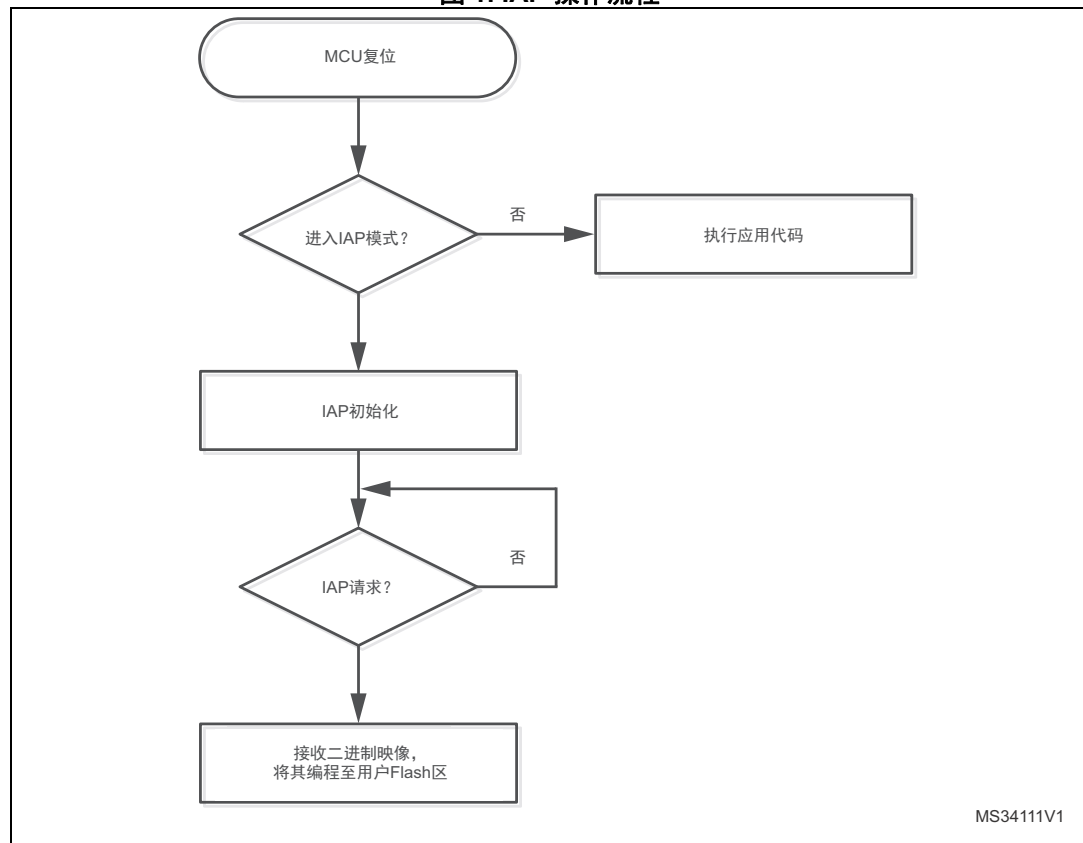 MCU复位
进入IAP模式？
否
执行应用代码
IAP初始化
否
IAP请求？
接收二进制映像，
将其编程至用户Flash区
MS34111V1